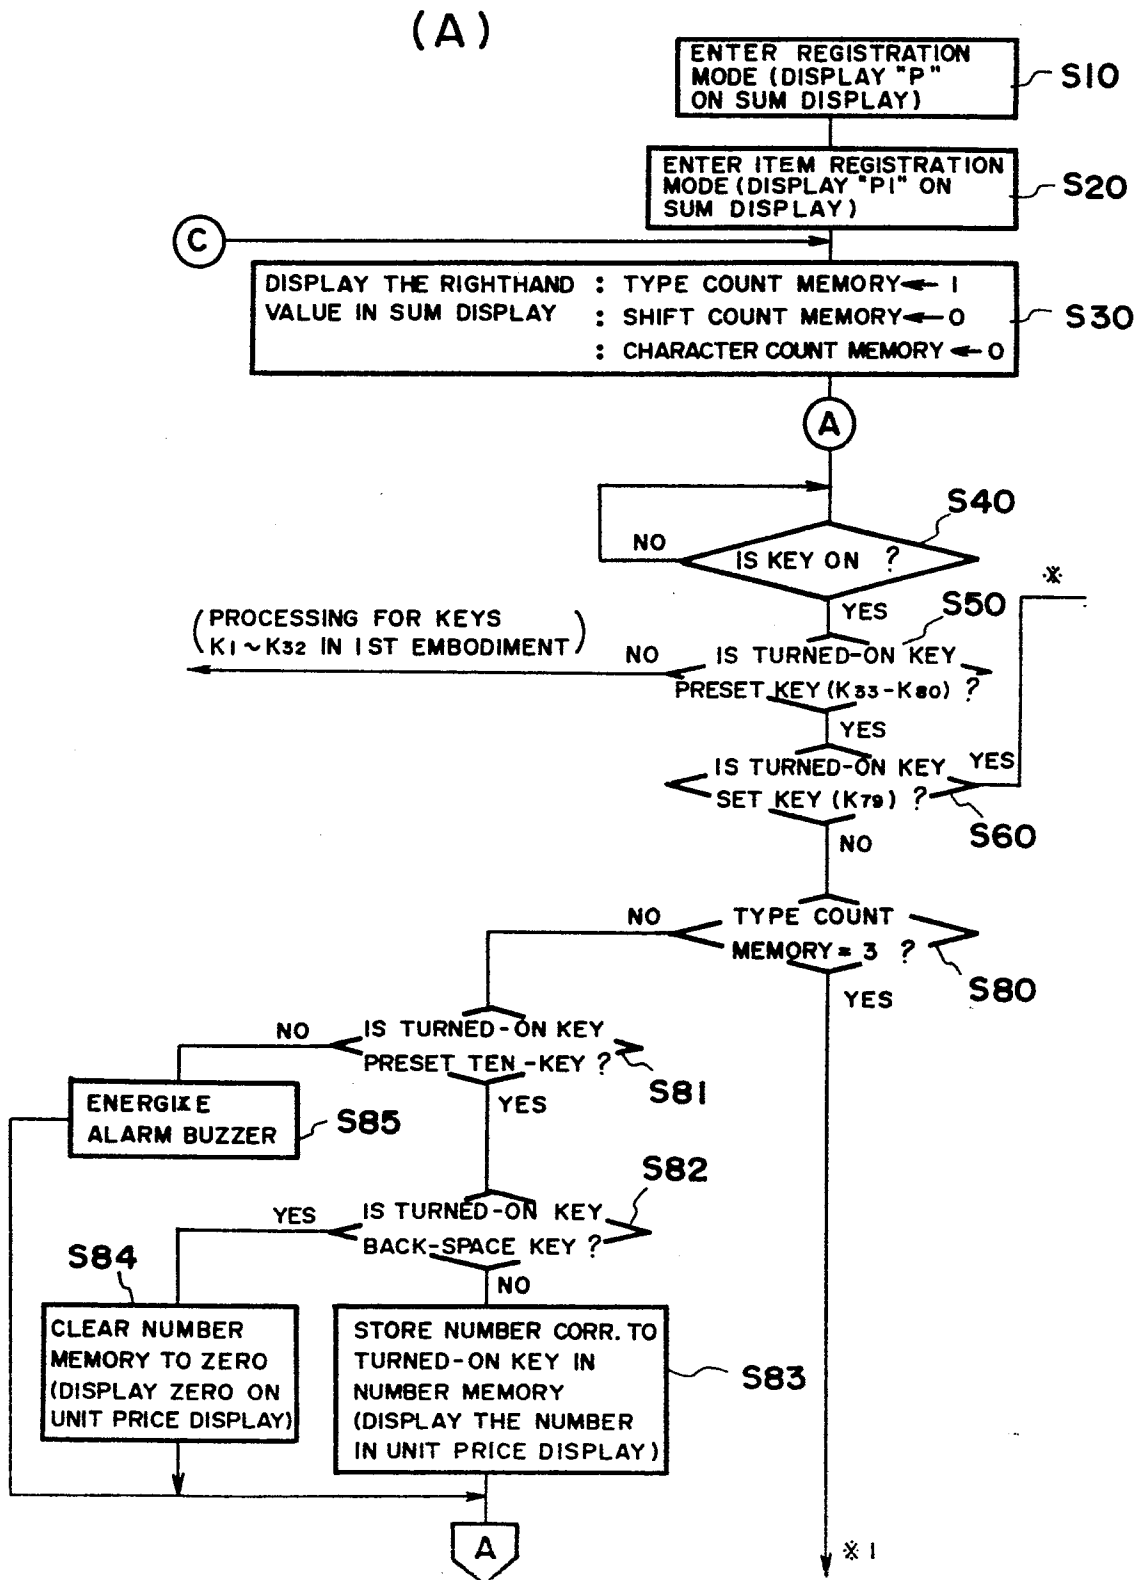 (A)
ENTER REGISTRATION
MODE (DISPLAY "P"
ON SUM DISPLAY)
S10
ENTER ITEM REGISTRATION
MODE (DISPLAY "P1" ON
SUM DISPLAY)
S20
C
DISPLAY THE RIGHTHAND : TYPE COUNT MEMORY ← 1
VALUE IN SUM DISPLAY : SHIFT COUNT MEMORY ← 0
: CHARACTER COUNT MEMORY ← 0
S30
A
S40
NO
IS KEY ON ?
※
YES
S50
(PROCESSING FOR KEYS
K1~K32 IN 1ST EMBODIMENT)
NO
IS TURNED-ON KEY
PRESET KEY (K33-K80) ?
YES
IS TURNED-ON KEY
SET KEY (K79) ?
YES
S60
NO
NO
TYPE COUNT
MEMORY = 3 ?
S80
YES
NO
IS TURNED-ON KEY
PRESET TEN-KEY ?
S81
YES
ENERGIXE
ALARM BUZZER
S85
S82
YES
IS TURNED-ON KEY
BACK-SPACE KEY ?
NO
S84
CLEAR NUMBER
MEMORY TO ZERO
(DISPLAY ZERO ON
UNIT PRICE DISPLAY)
STORE NUMBER CORR. TO
TURNED-ON KEY IN
NUMBER MEMORY
(DISPLAY THE NUMBER
IN UNIT PRICE DISPLAY)
S83
A
※1